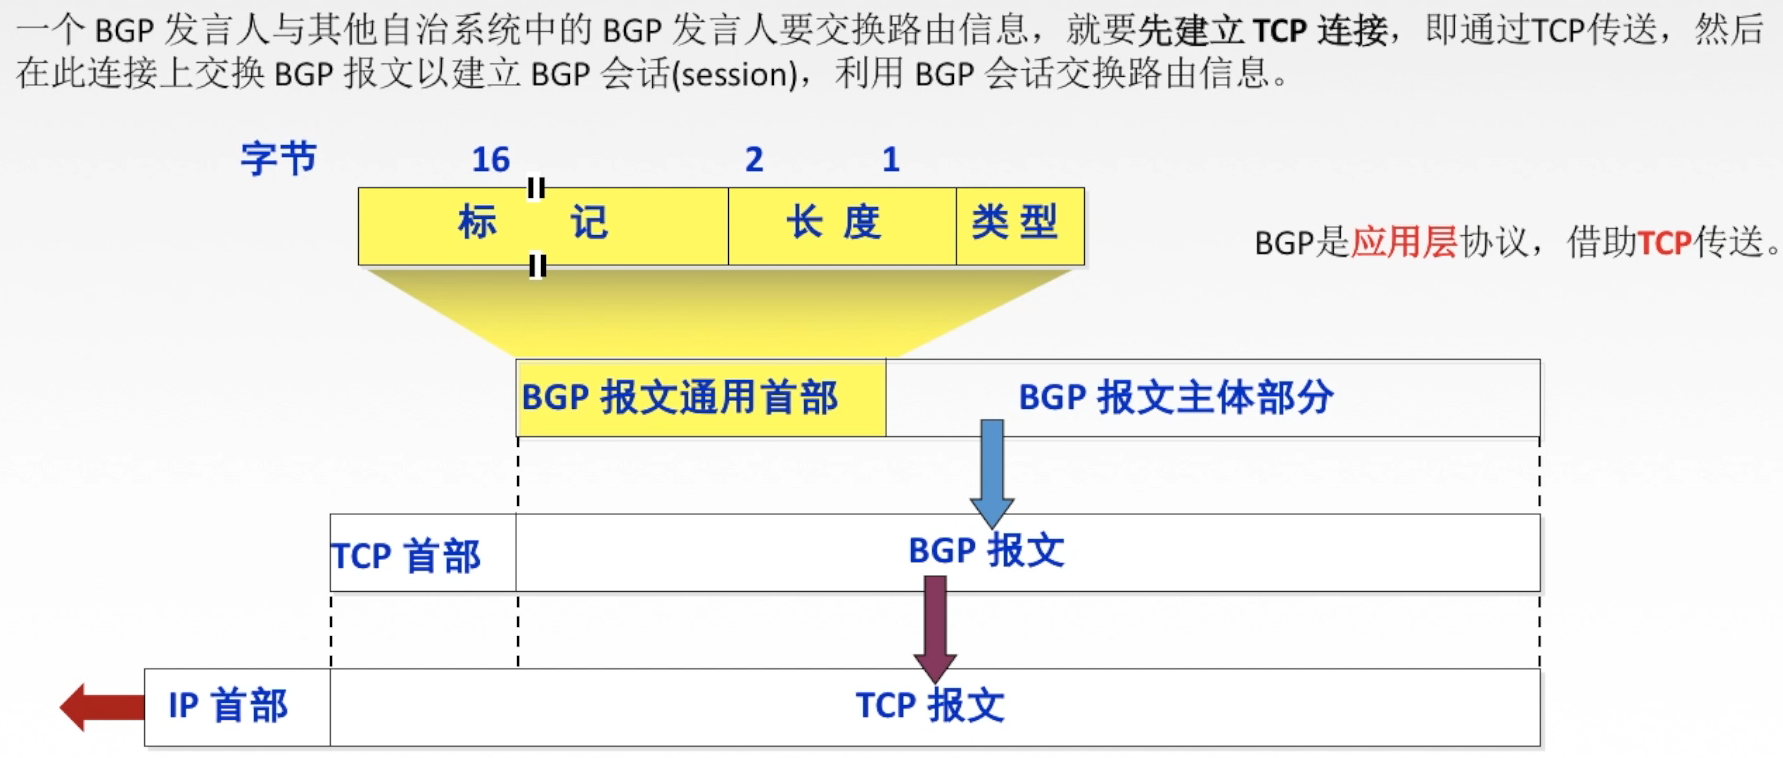 一个 BGP 发言人与其他自治系统中的 BGP 发言人要交换路由信息，就要先建立 TCP 连接，即通过TCP传送，然后
在此连接上交换 BGP 报文以建立 BGP 会话(session)，利用 BGP 会话交换路由信息。
字节 16 2 1
标 记 长 度 类 型
BGP是应用层协议，借助TCP传送。
BGP 报文通用首部 BGP 报文主体部分
TCP 首部 BGP 报文
IP 首部 TCP 报文